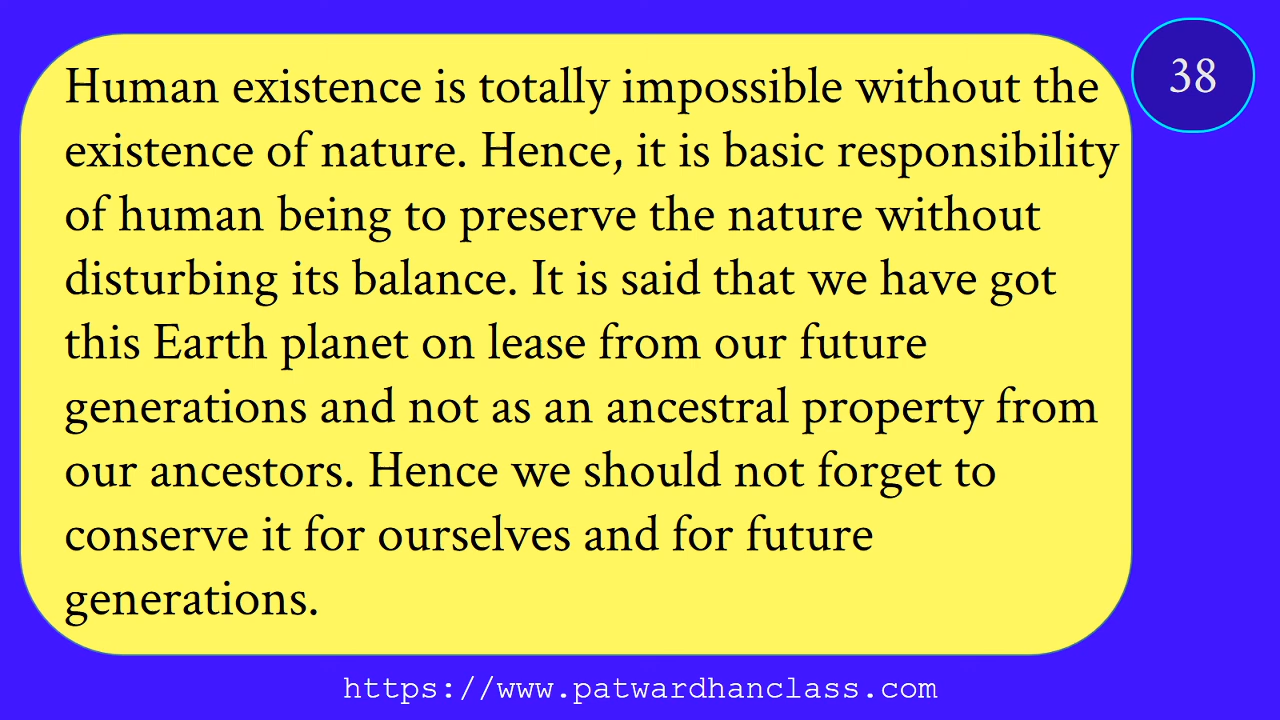 Human existence is totally impossible without the
existence of nature. Hence, it is basic responsibility
of human being to preserve the nature without
disturbing its balance. It is said that we have got
this Earth planet on lease from our future
generations and not as an ancestral property from
our ancestors. Hence we should not forget to
conserve it for ourselves and for future
generations.
38
https://www.patwardhanclass.com